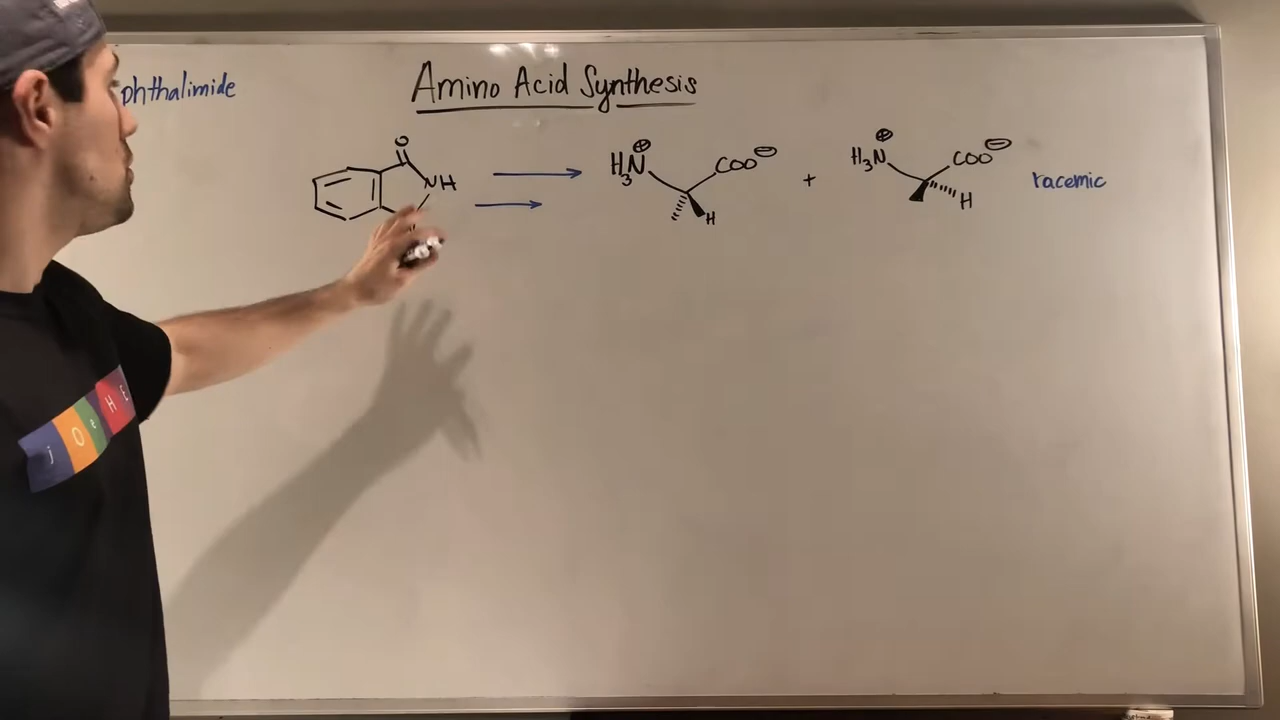 phthalimide
Amino Acid Synthesis
O
NH
H₃N⊕ COO⊖
H
+
H₃N⊕ COO⊖
H
racemic